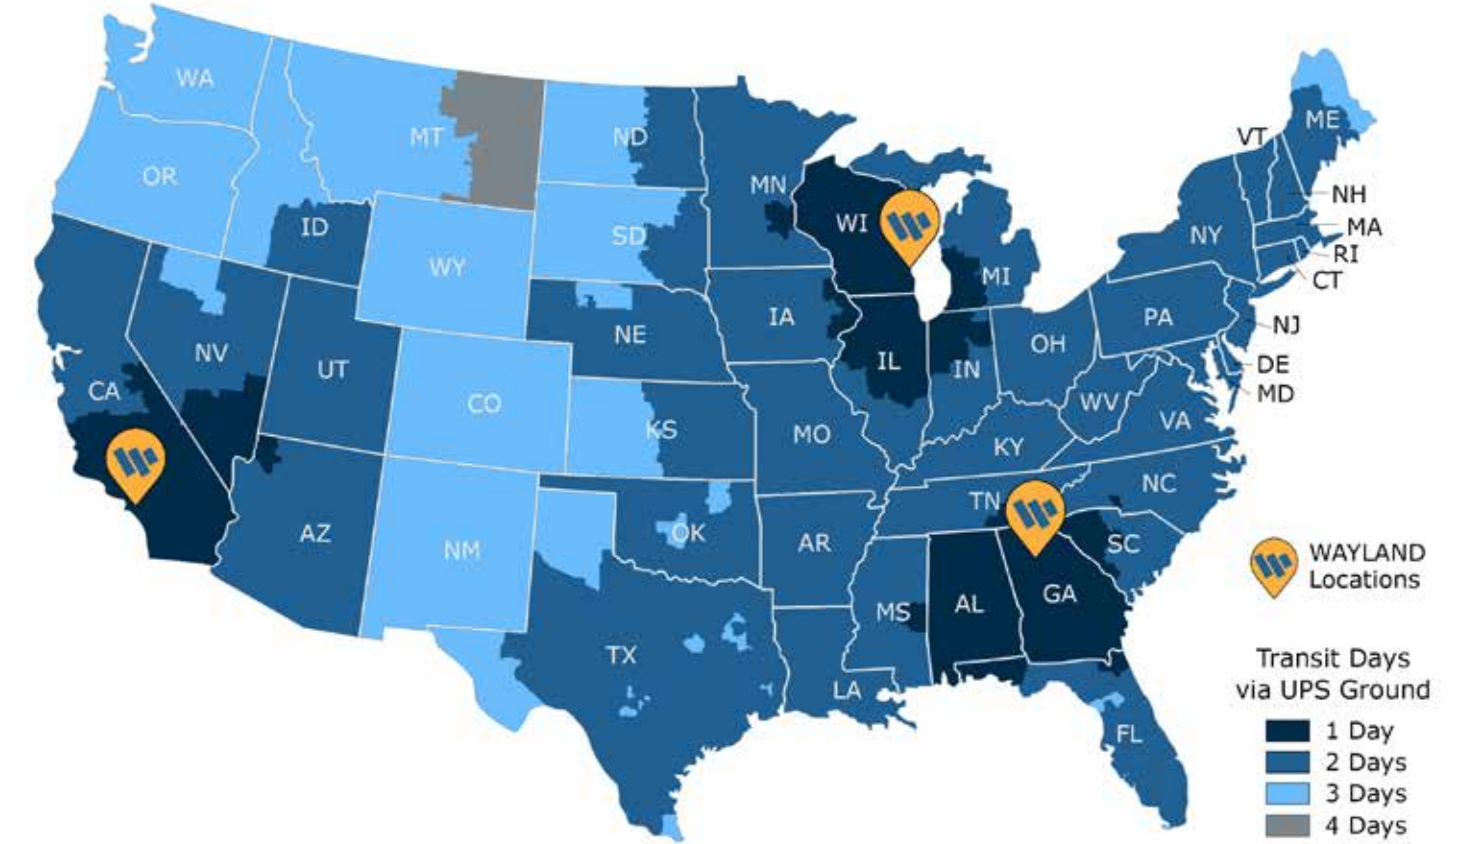 WA
MT
ND
ME
VT
OR
MN
NH
ID
WI
MA
SD
NY
WY
RI
MI
CT
IA
PA
NJ
NE
NV
OH
IL
DE
UT
IN
CA
MD
CO
WV
VA
KS
MO
KY
NC
TN
AZ
OK
AR
SC
NM
WAYLAND
Locations
GA
AL
MS
TX
Transit Days
via UPS Ground
LA
1 Day
FL
2 Days
3 Days
4 Days